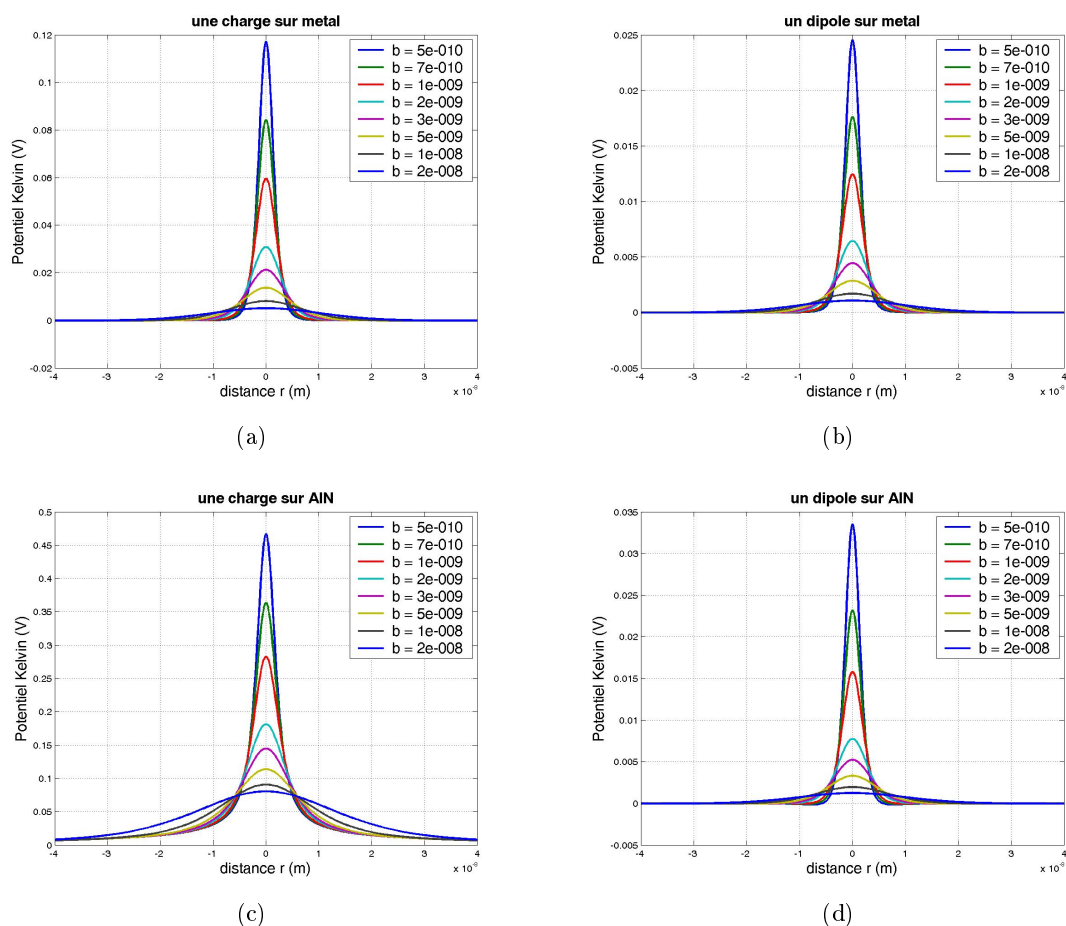 une charge sur metal
Potentiel Kelvin (V)
0.12
0.1
0.08
0.06
0.04
0.02
0
-0.02
b = 5e-010
b = 7e-010
b = 1e-009
b = 2e-009
b = 3e-009
b = 5e-009
b = 1e-008
b = 2e-008
-4
-3
-2
-1
0
1
2
3
4
distance r (m)
(a)
un dipole sur metal
Potentiel Kelvin (V)
0.025
0.02
0.015
0.01
0.005
0
-0.005
b = 5e-010
b = 7e-010
b = 1e-009
b = 2e-009
b = 3e-009
b = 5e-009
b = 1e-008
b = 2e-008
-4
-3
-2
-1
0
1
2
3
4
distance r (m)
(b)
une charge sur AlN
Potentiel Kelvin (V)
0.5
0.45
0.4
0.35
0.3
0.25
0.2
0.15
0.1
0.05
0
b = 5e-010
b = 7e-010
b = 1e-009
b = 2e-009
b = 3e-009
b = 5e-009
b = 1e-008
b = 2e-008
-4
-3
-2
-1
0
1
2
3
4
distance r (m)
(c)
un dipole sur AlN
Potentiel Kelvin (V)
0.035
0.03
0.025
0.02
0.015
0.01
0.005
0
-0.005
b = 5e-010
b = 7e-010
b = 1e-009
b = 2e-009
b = 3e-009
b = 5e-009
b = 1e-008
b = 2e-008
-4
-3
-2
-1
0
1
2
3
4
distance r (m)
(d)